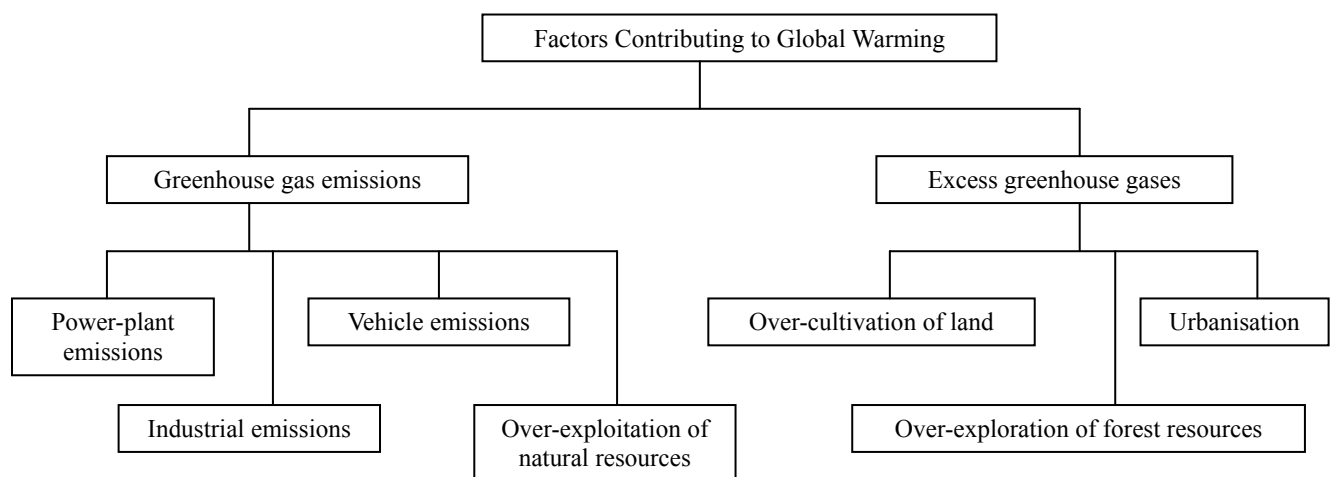 Factors Contributing to Global Warming
Greenhouse gas emissions
Excess greenhouse gases
Power-plant
emissions
Vehicle emissions
Over-cultivation of land
Urbanisation
Industrial emissions
Over-exploitation of
natural resources
Over-exploration of forest resources